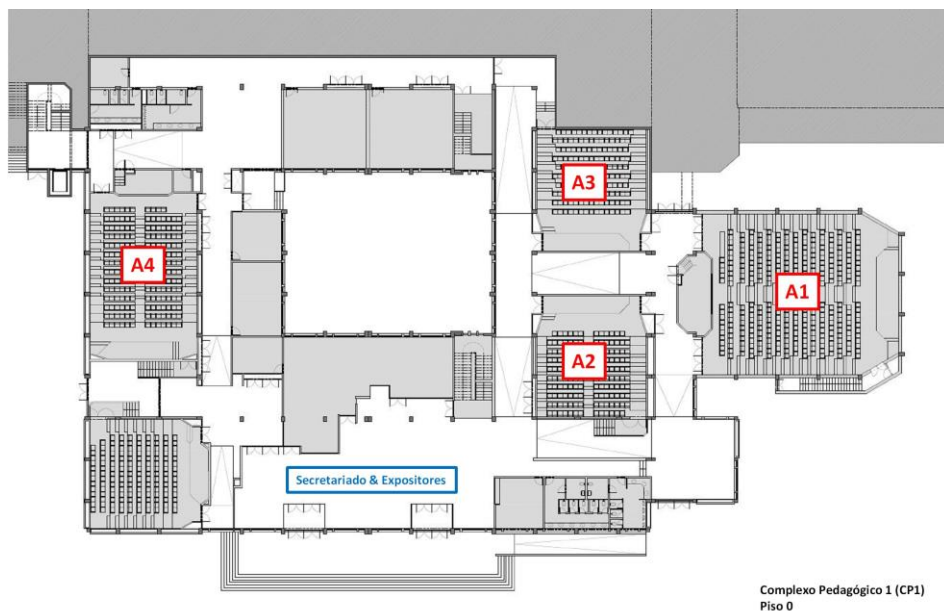 A3
A4
A1
A2
Secretariado & Expositores
Complexo Pedagógico 1 (CP1)
Piso 0